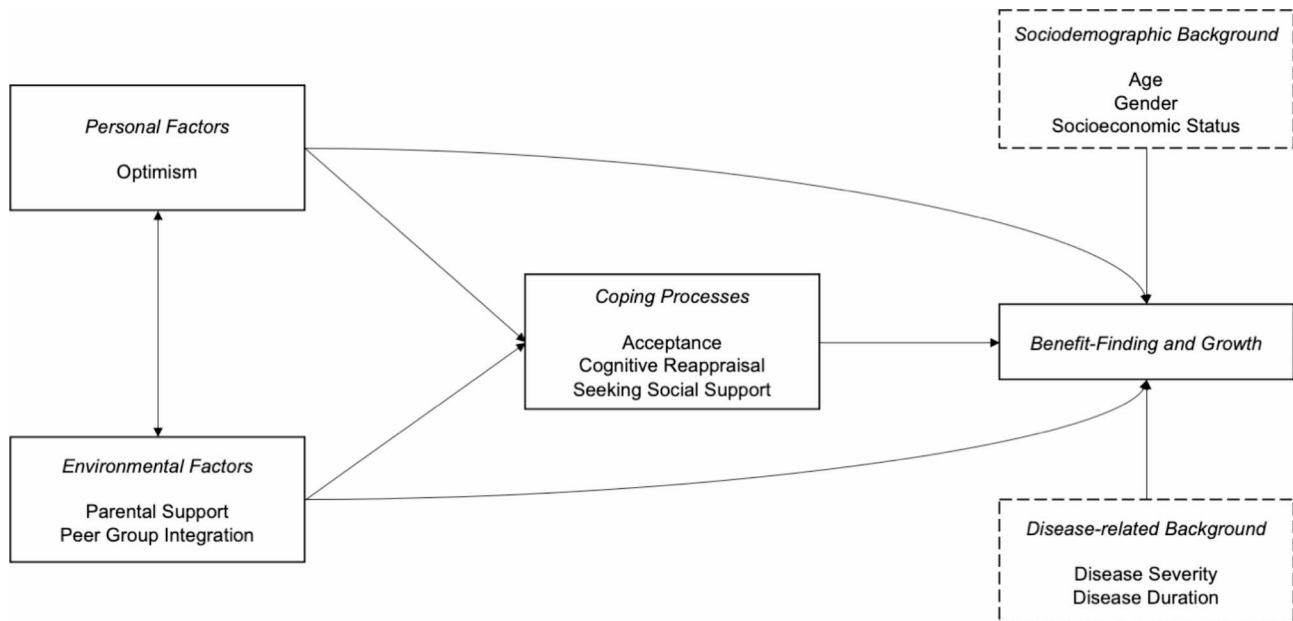 Sociodemographic Background
Age
Gender
Socioeconomic Status
Personal Factors
Optimism
Coping Processes
Acceptance
Cognitive Reappraisal
Seeking Social Support
Benefit-Finding and Growth
Environmental Factors
Parental Support
Peer Group Integration
Disease-related Background
Disease Severity
Disease Duration